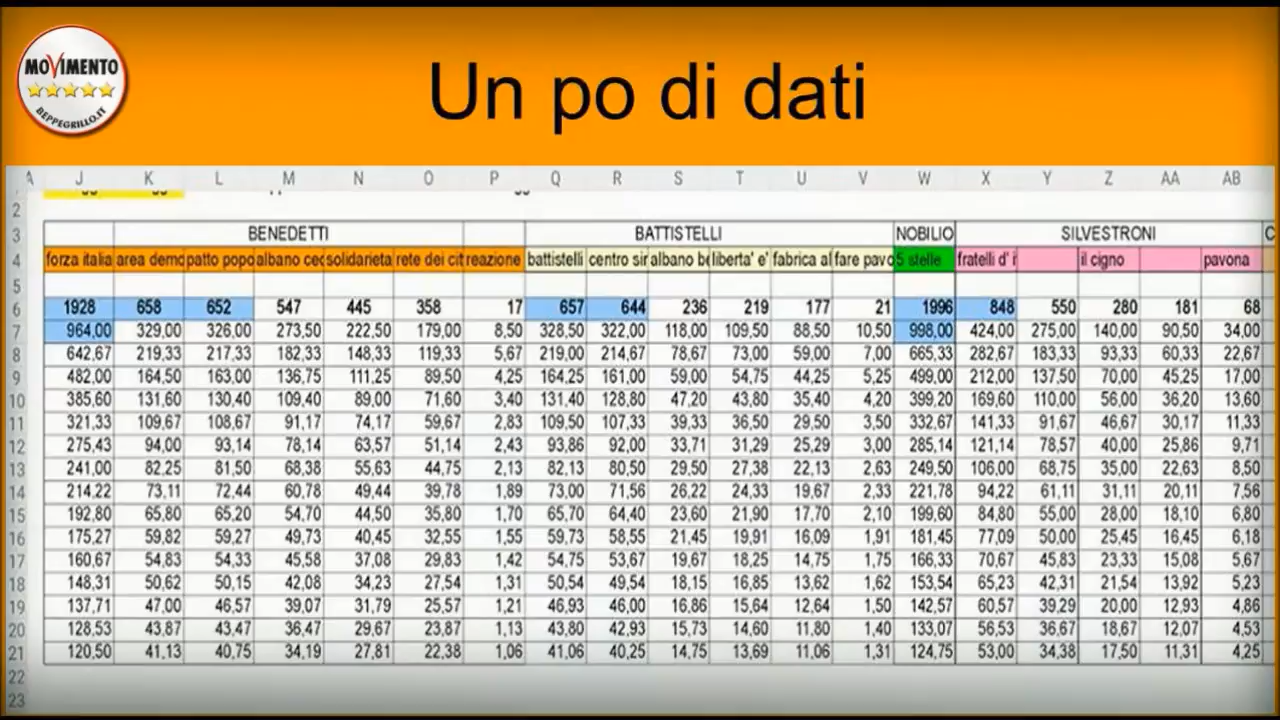 MOVIMENTO
BEPPEGRILLO.IT
Un po di dati
A J K L M N O P Q R S T U V W X Y Z AA AB
2
3 BENEDETTI BATTISTELLI NOBILIO SILVESTRONI C
4 forza italia area demo patto popo albano cec solidarieta rete dei cit reazione battistelli centro sin albano be liberta' e' fabrica al fare pavo 5 stelle fratelli d' i il cigno pavona
5
6 1928 658 652 547 445 358 17 657 644 236 219 177 21 1996 848 550 280 181 68
7 964,00 329,00 326,00 273,50 222,50 179,00 8,50 328,50 322,00 118,00 109,50 88,50 10,50 998,00 424,00 275,00 140,00 90,50 34,00
8 642,67 219,33 217,33 182,33 148,33 119,33 5,67 219,00 214,67 78,67 73,00 59,00 7,00 665,33 282,67 183,33 93,33 60,33 22,67
9 482,00 164,50 163,00 136,75 111,25 89,50 4,25 164,25 161,00 59,00 54,75 44,25 5,25 499,00 212,00 137,50 70,00 45,25 17,00
10 385,60 131,60 130,40 109,40 89,00 71,60 3,40 131,40 128,80 47,20 43,80 35,40 4,20 399,20 169,60 110,00 56,00 36,20 13,60
11 321,33 109,67 108,67 91,17 74,17 59,67 2,83 109,50 107,33 39,33 36,50 29,50 3,50 332,67 141,33 91,67 46,67 30,17 11,33
12 275,43 94,00 93,14 78,14 63,57 51,14 2,43 93,86 92,00 33,71 31,29 25,29 3,00 285,14 121,14 78,57 40,00 25,86 9,71
13 241,00 82,25 81,50 68,38 55,63 44,75 2,13 82,13 80,50 29,50 27,38 22,13 2,63 249,50 106,00 68,75 35,00 22,63 8,50
14 214,22 73,11 72,44 60,78 49,44 39,78 1,89 73,00 71,56 26,22 24,33 19,67 2,33 221,78 94,22 61,11 31,11 20,11 7,56
15 192,80 65,80 65,20 54,70 44,50 35,80 1,70 65,70 64,40 23,60 21,90 17,70 2,10 199,60 84,80 55,00 28,00 18,10 6,80
16 175,27 59,82 59,27 49,73 40,45 32,55 1,55 59,73 58,55 21,45 19,91 16,09 1,91 181,45 77,09 50,00 25,45 16,45 6,18
17 160,67 54,83 54,33 45,58 37,08 29,83 1,42 54,75 53,67 19,67 18,25 14,75 1,75 166,33 70,67 45,83 23,33 15,08 5,67
18 148,31 50,62 50,15 42,08 34,23 27,54 1,31 50,54 49,54 18,15 16,85 13,62 1,62 153,54 65,23 42,31 21,54 13,92 5,23
19 137,71 47,00 46,57 39,07 31,79 25,57 1,21 46,93 46,00 16,86 15,64 12,64 1,50 142,57 60,57 39,29 20,00 12,93 4,86
20 128,53 43,87 43,47 36,47 29,67 23,87 1,13 43,80 42,93 15,73 14,60 11,80 1,40 133,07 56,53 36,67 18,67 12,07 4,53
21 120,50 41,13 40,75 34,19 27,81 22,38 1,06 41,06 40,25 14,75 13,69 11,06 1,31 124,75 53,00 34,38 17,50 11,31 4,25
22
23